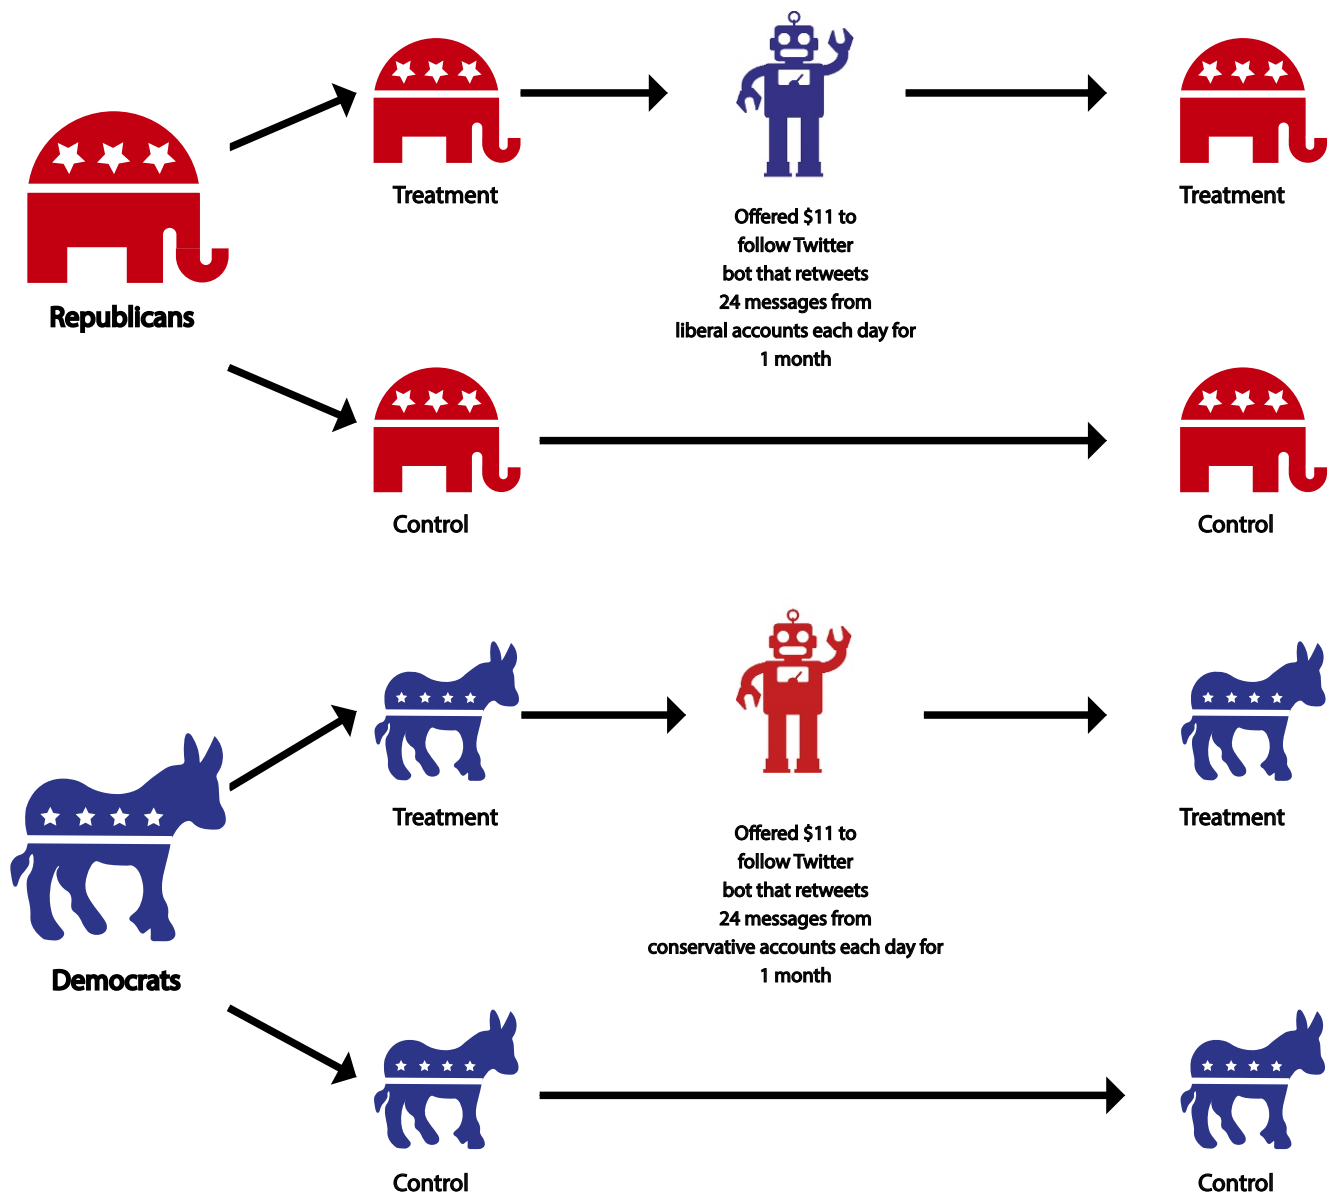 Treatment
Treatment
Offered $11 to
follow Twitter
bot that retweets
24 messages from
liberal accounts each day for
1 month
Republicans
Control
Control
Treatment
Treatment
Offered $11 to
follow Twitter
bot that retweets
24 messages from
conservative accounts each day for
1 month
Democrats
Control
Control